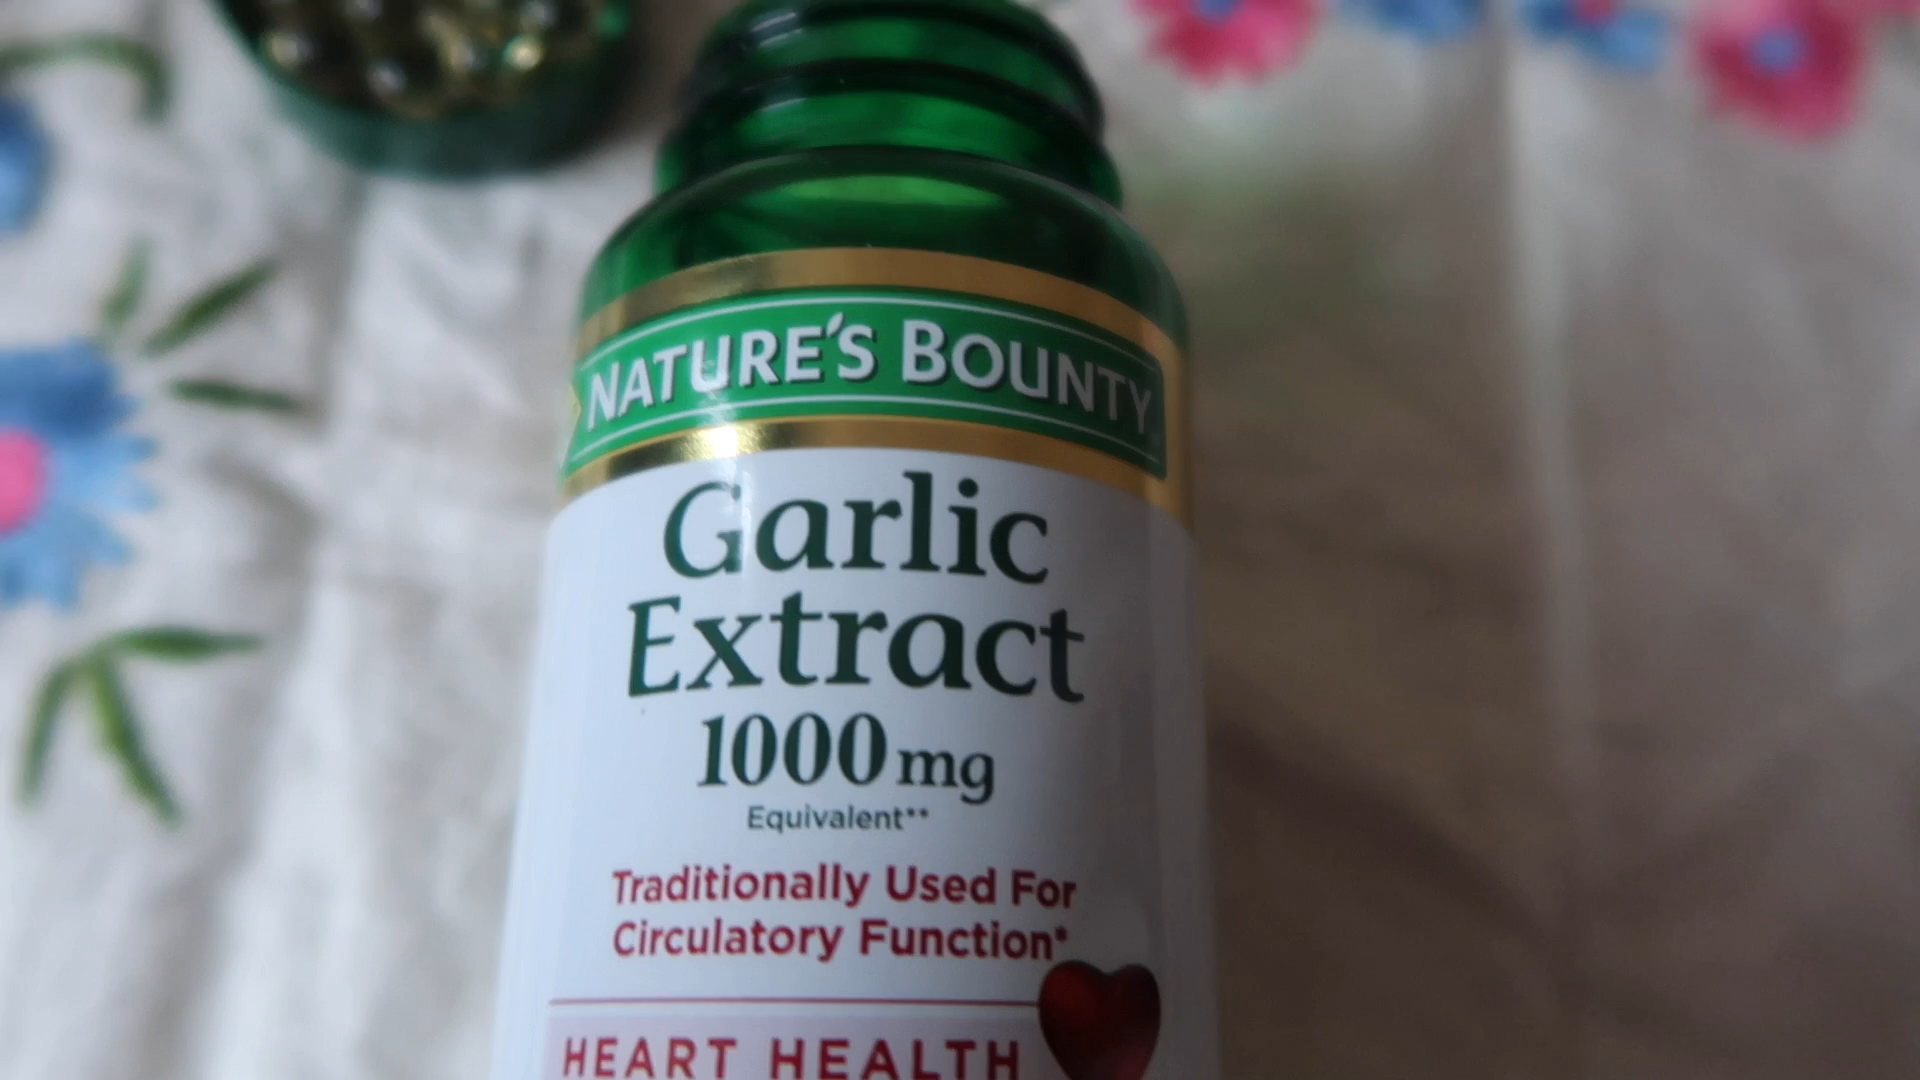 NATURE'S BOUNTY
Garlic
Extract
1000 mg
Equivalent**
Traditionally Used For
Circulatory Function*
HEART HEALTH